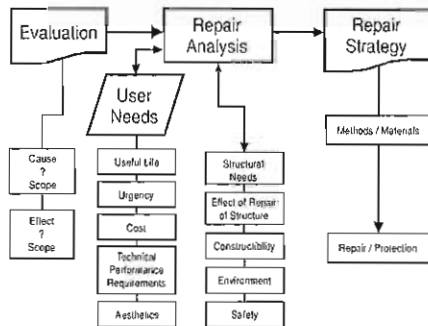 Evaluation
Repair
Analysis
Repair
Strategy
User
Needs
Methods / Materials
Cause
?
Scope
Useful Life
Structural
Needs
Urgency
Effect of Repair
of Structure
Effect
?
Scope
Cost
Constructibility
Repair / Protection
Technical
Performance
Requirements
Environment
Aesthetics
Safety